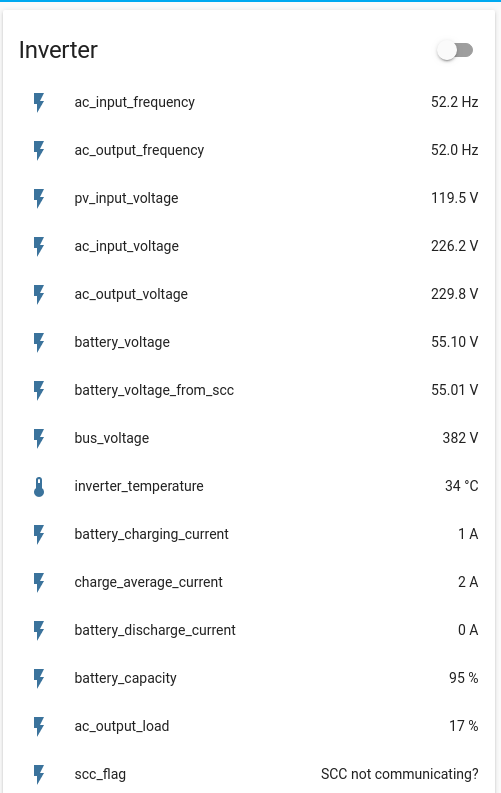 Inverter
ac_input_frequency 52.2 Hz
ac_output_frequency 52.0 Hz
pv_input_voltage 119.5 V
ac_input_voltage 226.2 V
ac_output_voltage 229.8 V
battery_voltage 55.10 V
battery_voltage_from_scc 55.01 V
bus_voltage 382 V
inverter_temperature 34 °C
battery_charging_current 1 A
charge_average_current 2 A
battery_discharge_current 0 A
battery_capacity 95 %
ac_output_load 17 %
scc_flag SCC not communicating?